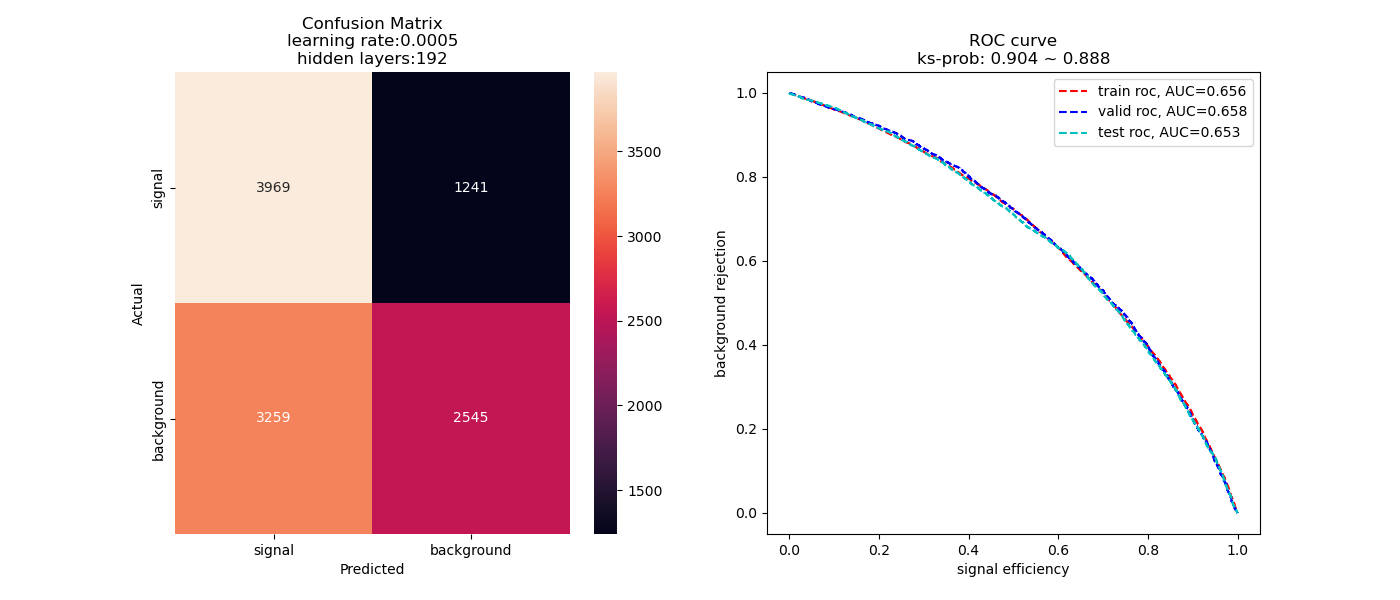 Confusion Matrix
learning rate:0.0005
hidden layers:192
signal
background
Actual
3969
1241
3259
2545
signal
background
Predicted
3500
3000
2500
2000
1500
ROC curve
ks-prob: 0.904 ~ 0.888
train roc, AUC=0.656
valid roc, AUC=0.658
test roc, AUC=0.653
background rejection
1.0
0.8
0.6
0.4
0.2
0.0
0.0
0.2
0.4
0.6
0.8
1.0
signal efficiency